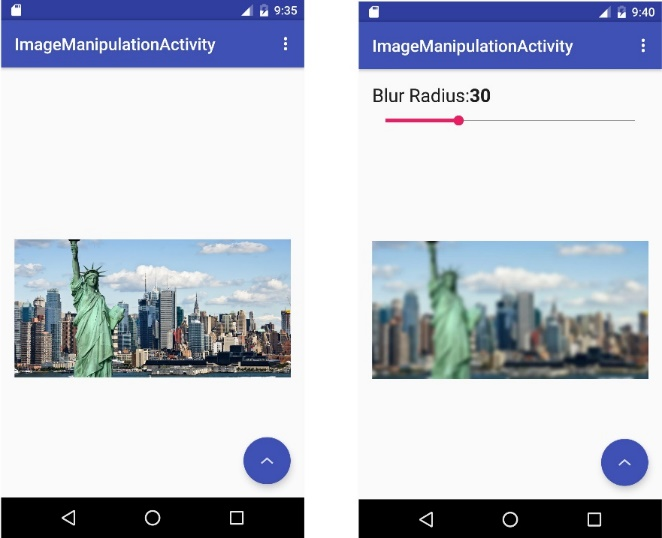 9:35
ImageManipulationActivity
9:40
ImageManipulationActivity
Blur Radius:30